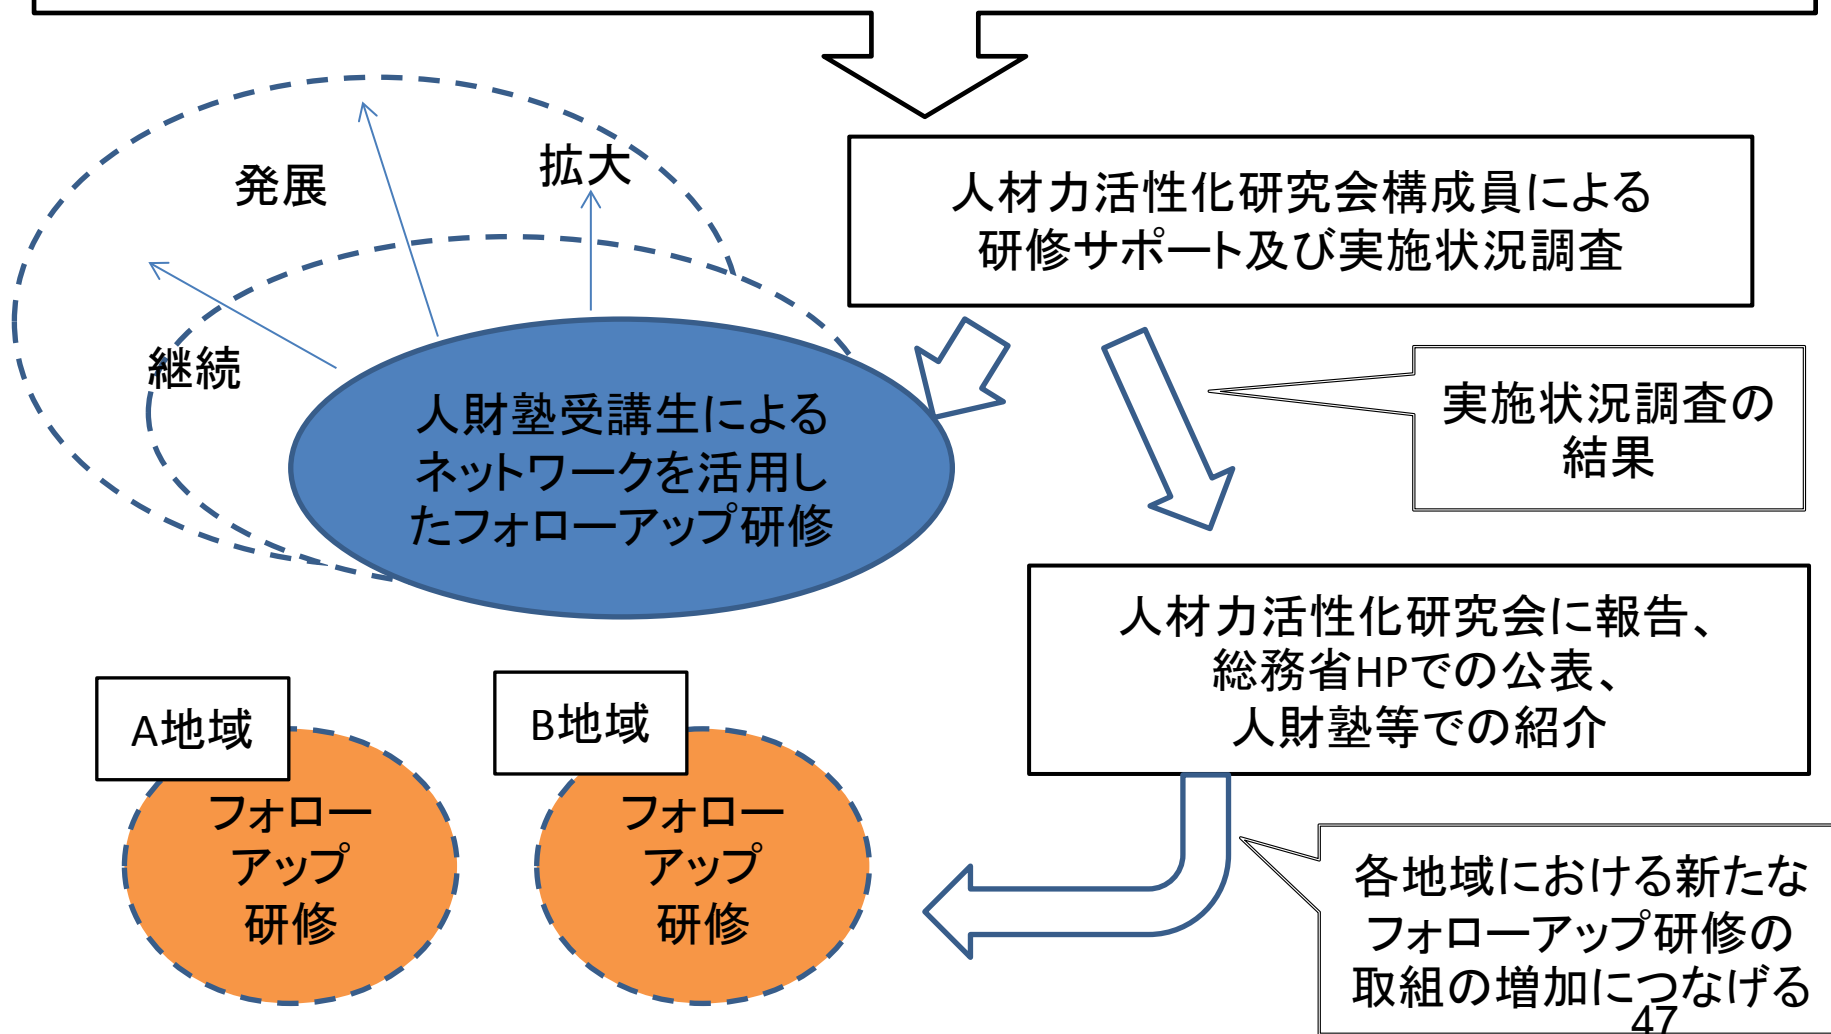 発展
拡大
継続
人材力活性化研究会構成員による
研修サポート及び実施状況調査
人財塾受講生による
ネットワークを活用し
たフォローアップ研修
実施状況調査の
結果
人材力活性化研究会に報告、
総務省HPでの公表、
人財塾等での紹介
A地域
フォロー
アップ
研修
B地域
フォロー
アップ
研修
各地域における新たな
フォローアップ研修の
取組の増加につなげる
47